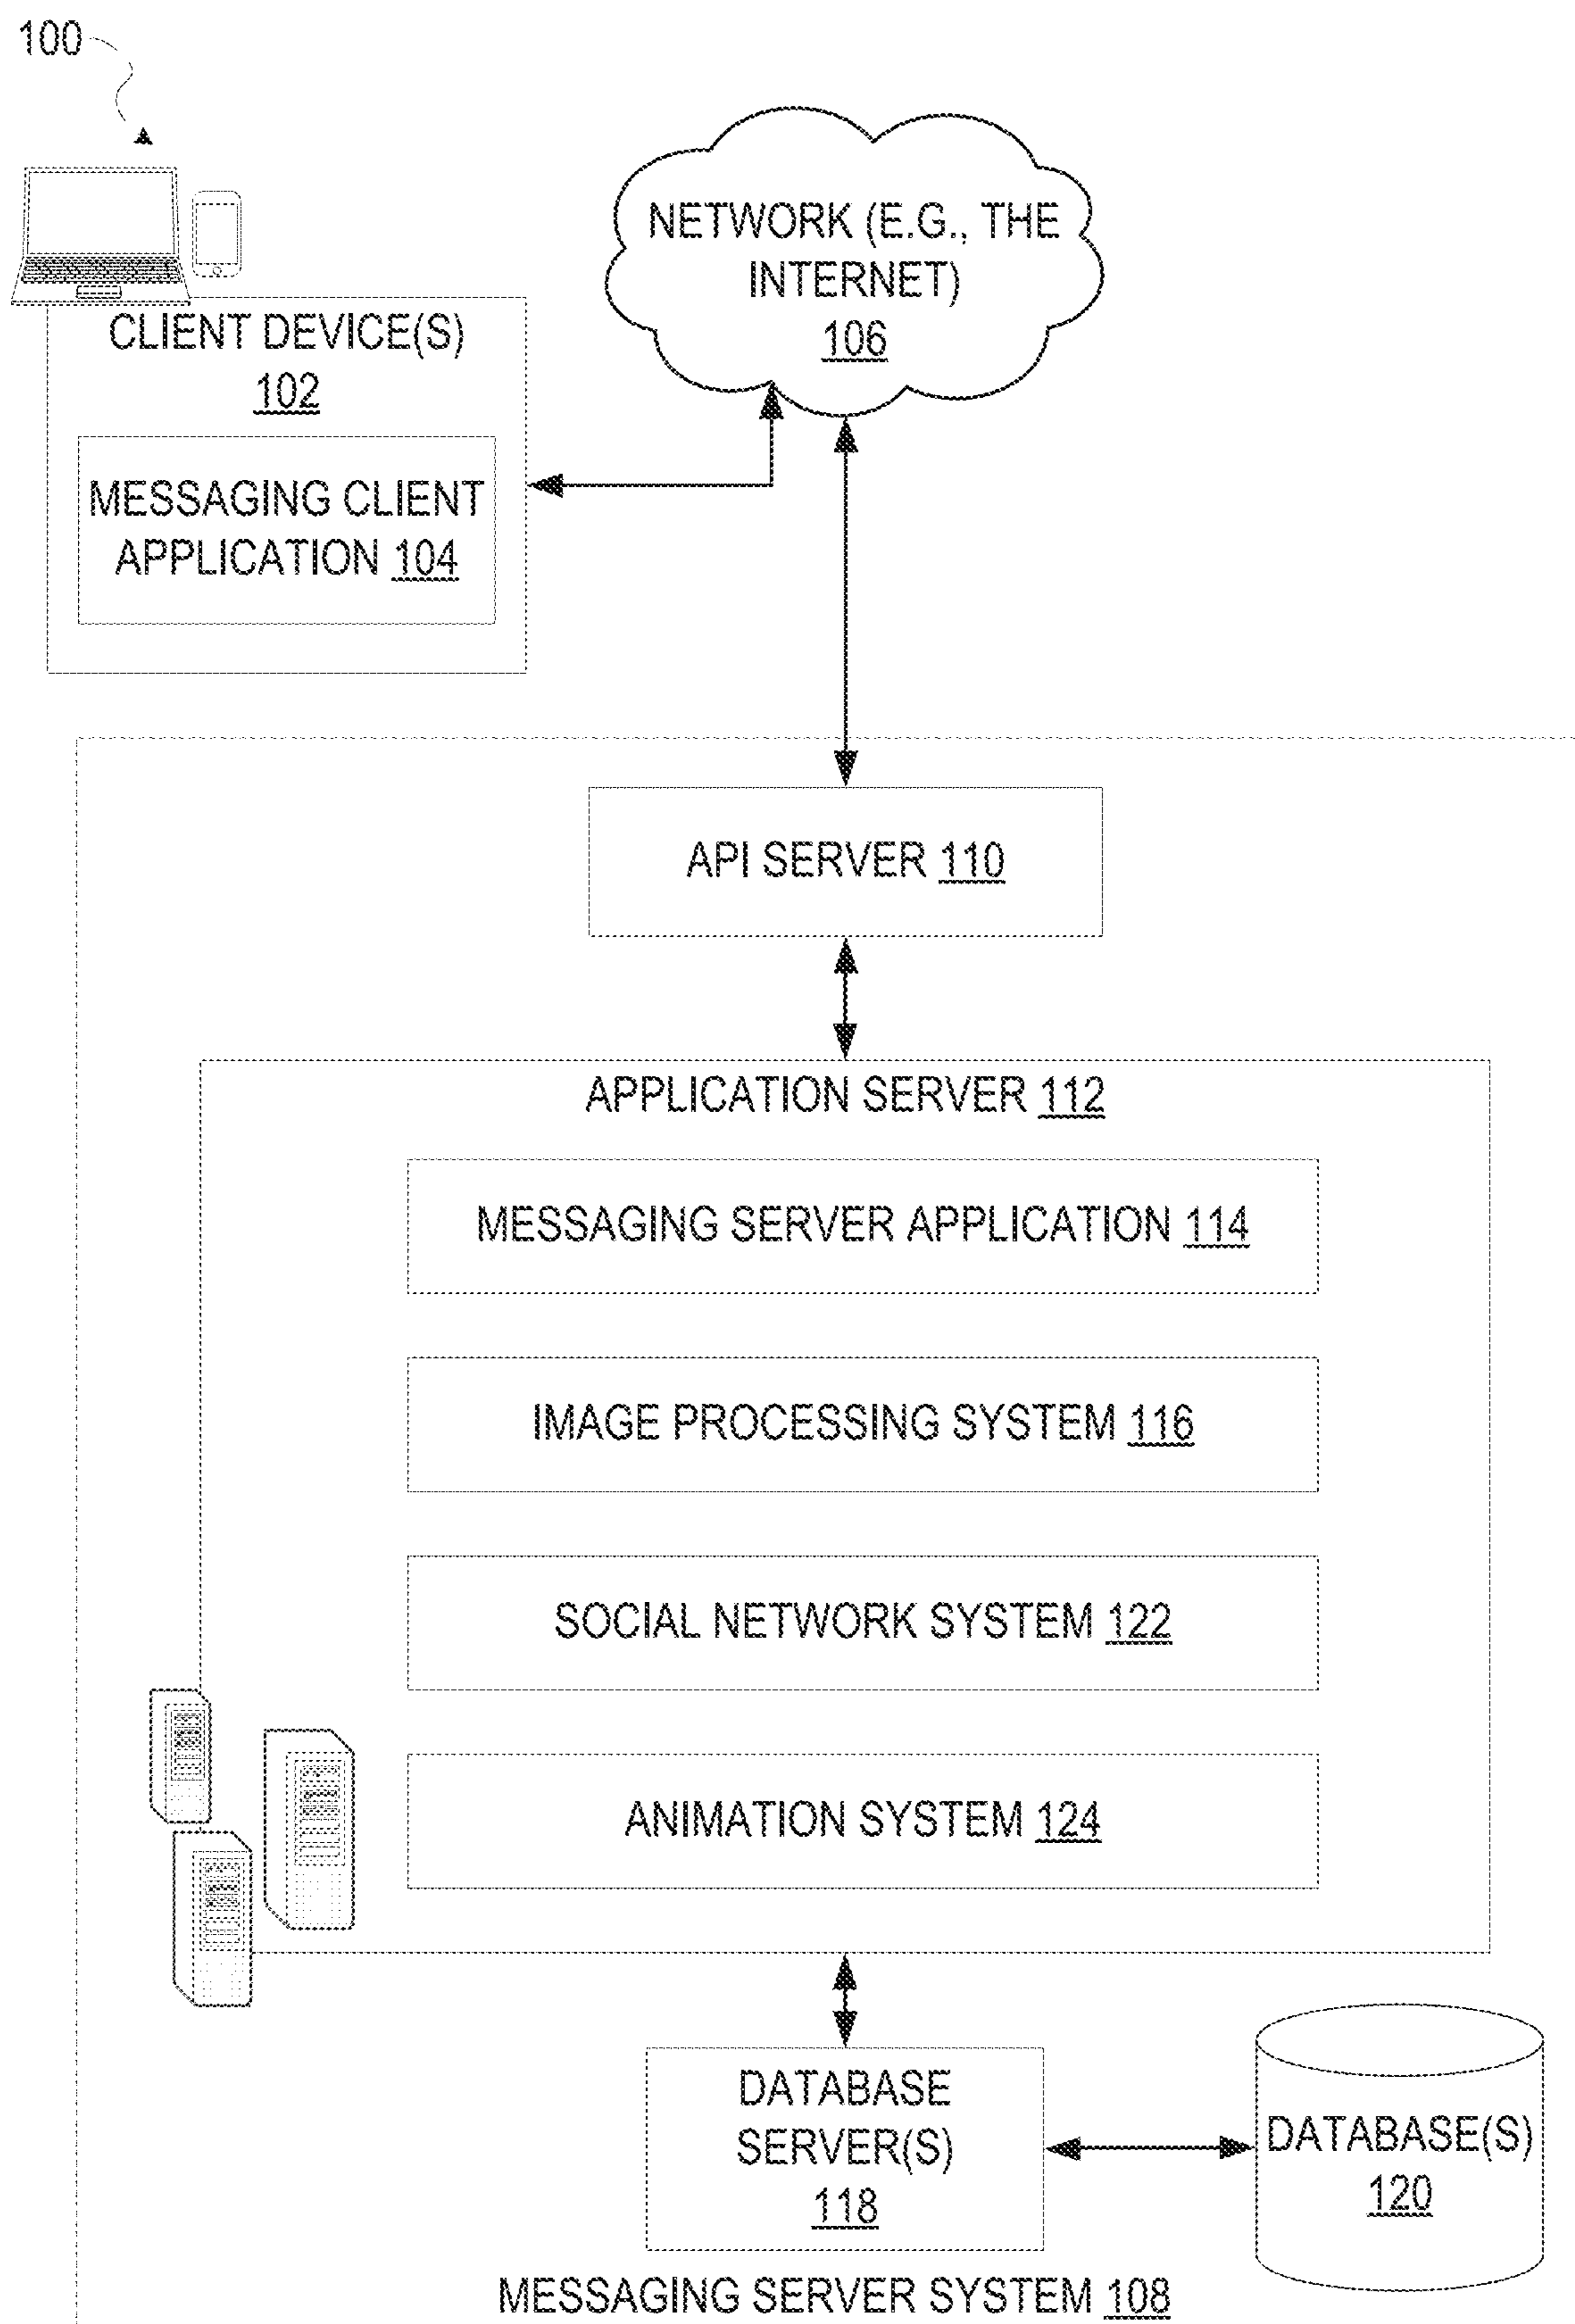 100
NETWORK (E.G., THE
INTERNET)
106
CLIENT DEVICE(S)
102
MESSAGING CLIENT
APPLICATION 104
API SERVER 110
APPLICATION SERVER 112
MESSAGING SERVER APPLICATION 114
IMAGE PROCESSING SYSTEM 116
SOCIAL NETWORK SYSTEM 122
ANIMATION SYSTEM 124
DATABASE
SERVER(S)
118
DATABASE(S)
120
MESSAGING SERVER SYSTEM 108